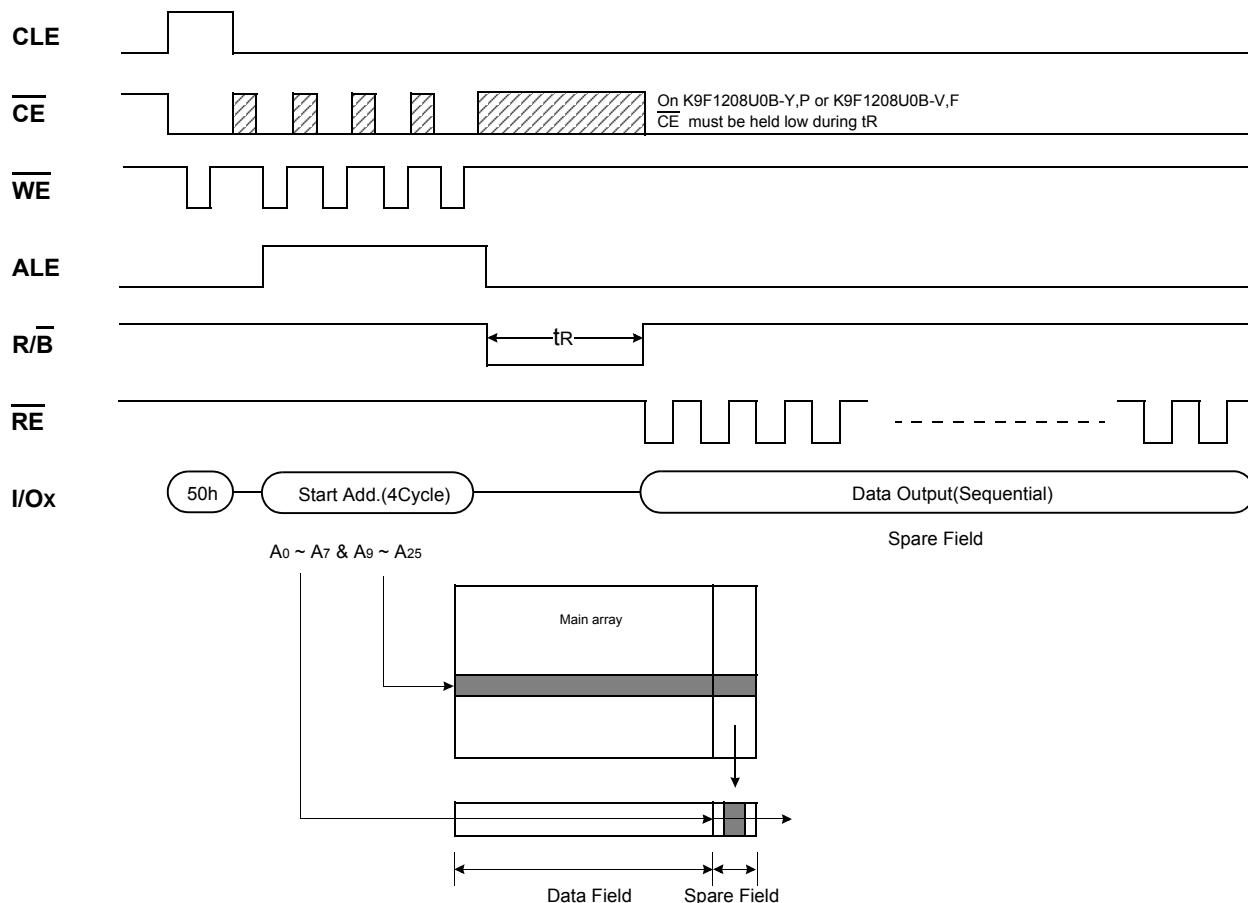 CLE
CE
On K9F1208U0B-Y,P or K9F1208U0B-V,F
CE must be held low during tR
WE
ALE
R/B
tR
RE
I/Ox
50h
Start Add.(4Cycle)
Data Output(Sequential)
Spare Field
A0 ~ A7 & A9 ~ A25
Main array
Data Field
Spare Field